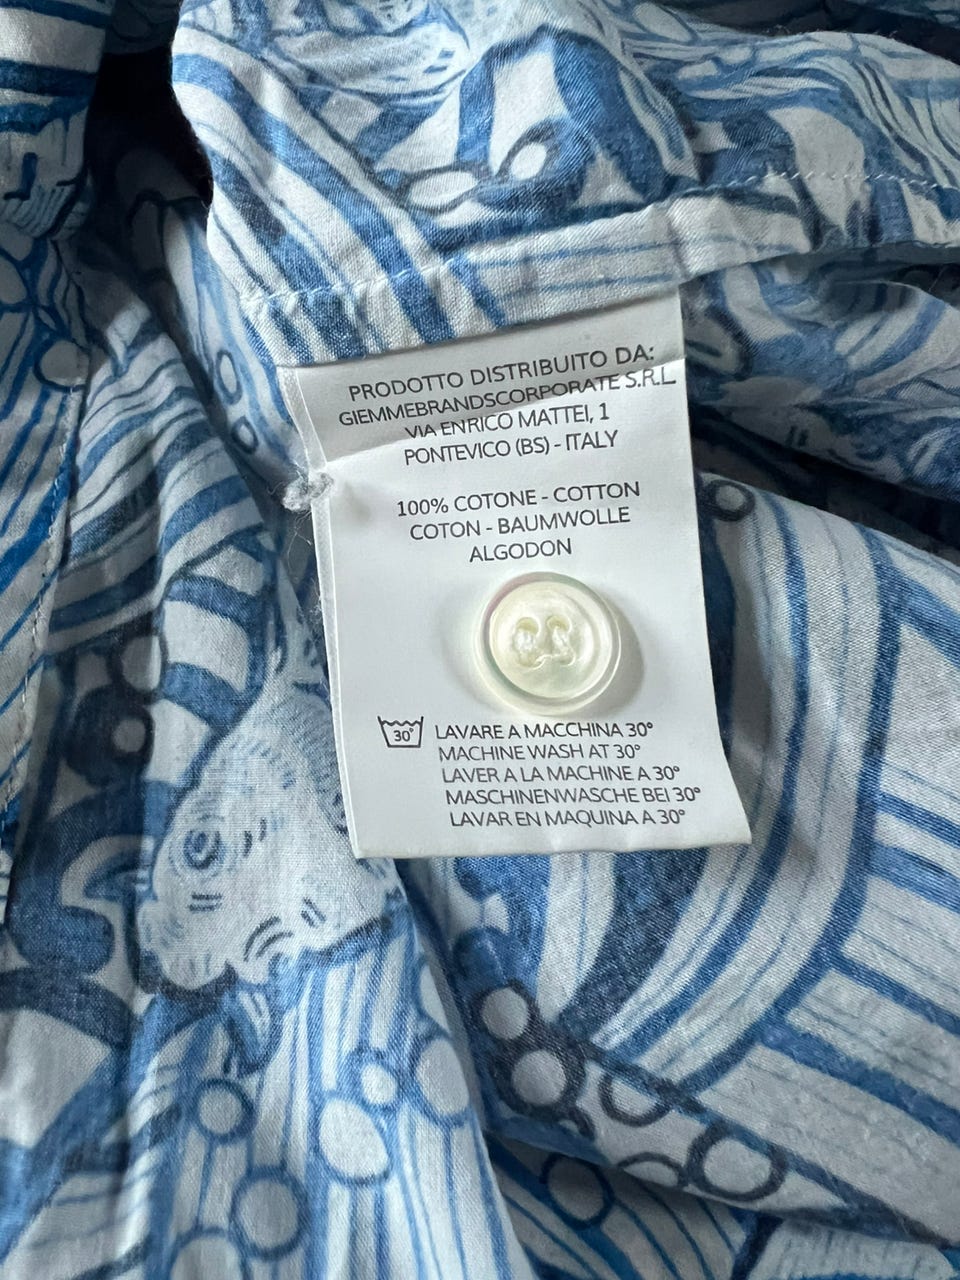 PRODOTTO DISTRIBUITO DA:
GIEMMEBRANDSCORPORATE S.R.L
VIA ENRICO MATTEI, 1
PONTEVICO (BS) - ITALY
100% COTONE - COTTON
COTON - BAUMWOLLE
ALGODON
30° LAVARE A MACCHINA 30°
MACHINE WASH AT 30°
LAVER A LA MACHINE A 30°
MASCHINENWASCHE BEI 30°
LAVAR EN MAQUINA A 30°